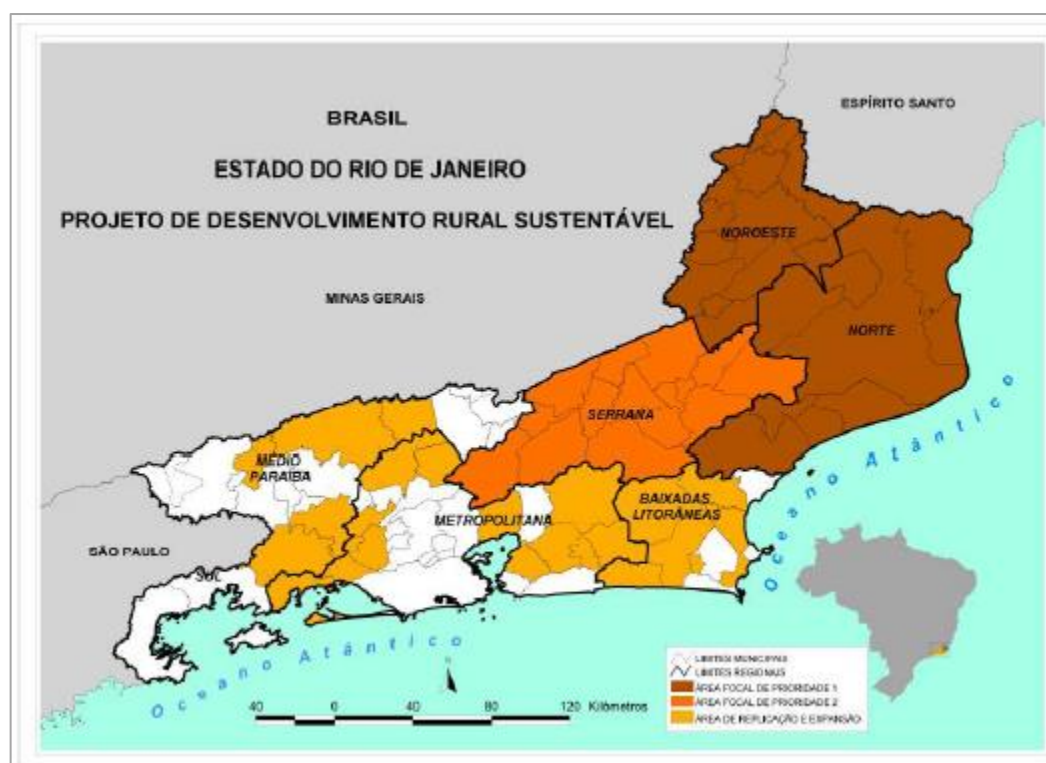 BRASIL
ESTADO DO RIO DE JANEIRO
PROJETO DE DESENVOLVIMENTO RURAL SUSTENTÁVEL
ESPÍRITO SANTO
MINAS GERAIS
NOROESTE
NORTE
SERRANA
MÉDIO
PARAÍBA
BAIXADAS
LITORÂNEAS
METROPOLITANA
SÃO PAULO
SUL
Oceano Atlântico
Oceano Atlântico
N
40 0 40 80 120 Kilômetros
LIMITES MUNICIPAIS
LIMITES REGIONAIS
ÁREA FOCAL DE PRIORIDADE 1
ÁREA FOCAL DE PRIORIDADE 2
ÁREA DE REPLICAÇÃO E EXPANSÃO